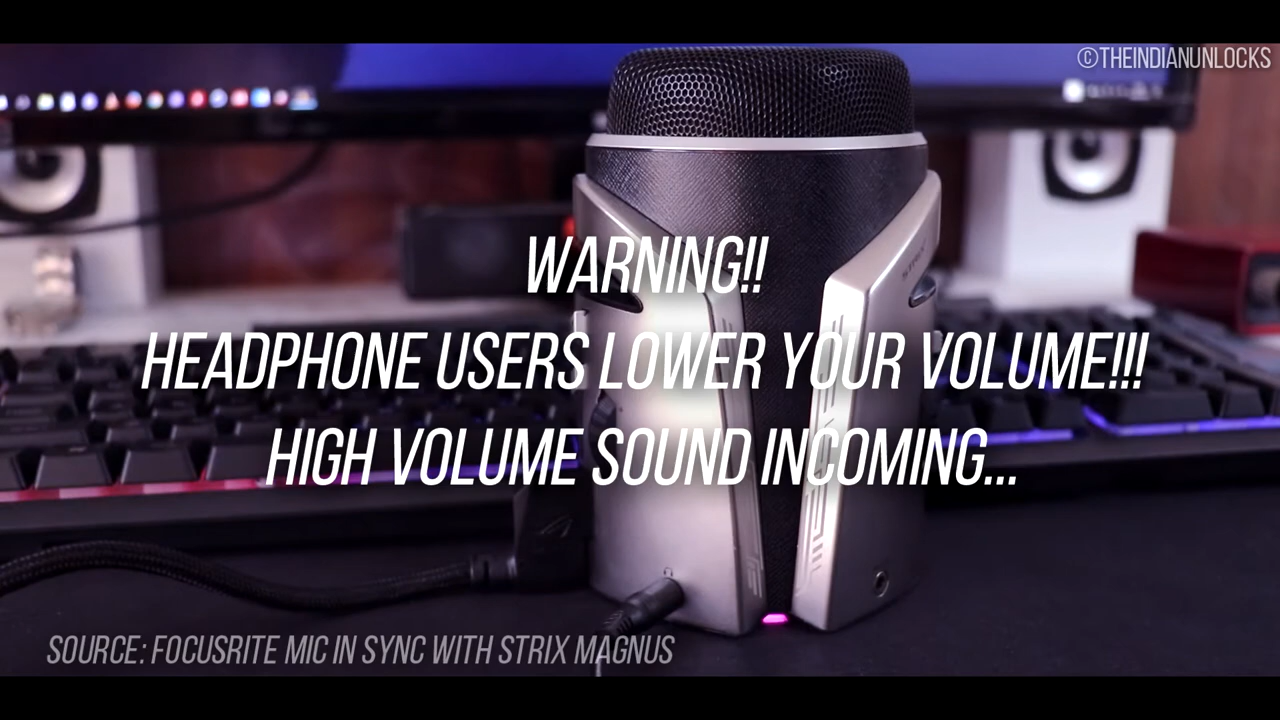 ©THEINDIANUNLOCKS
WARNING!!
HEADPHONE USERS LOWER YOUR VOLUME!!!
HIGH VOLUME SOUND INCOMING...
SOURCE: FOCUSRITE MIC IN SYNC WITH STRIX MAGNUS